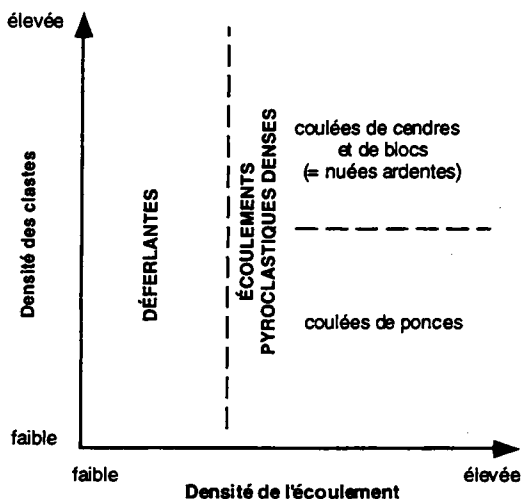 élevée
Densité des clastes
DÉFERLANTES
ÉCOULEMENTS
PYROCLASTIQUES DENSES
coulées de cendres
et de blocs
(= nuées ardentes)
coulées de ponces
faible
faible
élevée
Densité de l'écoulement